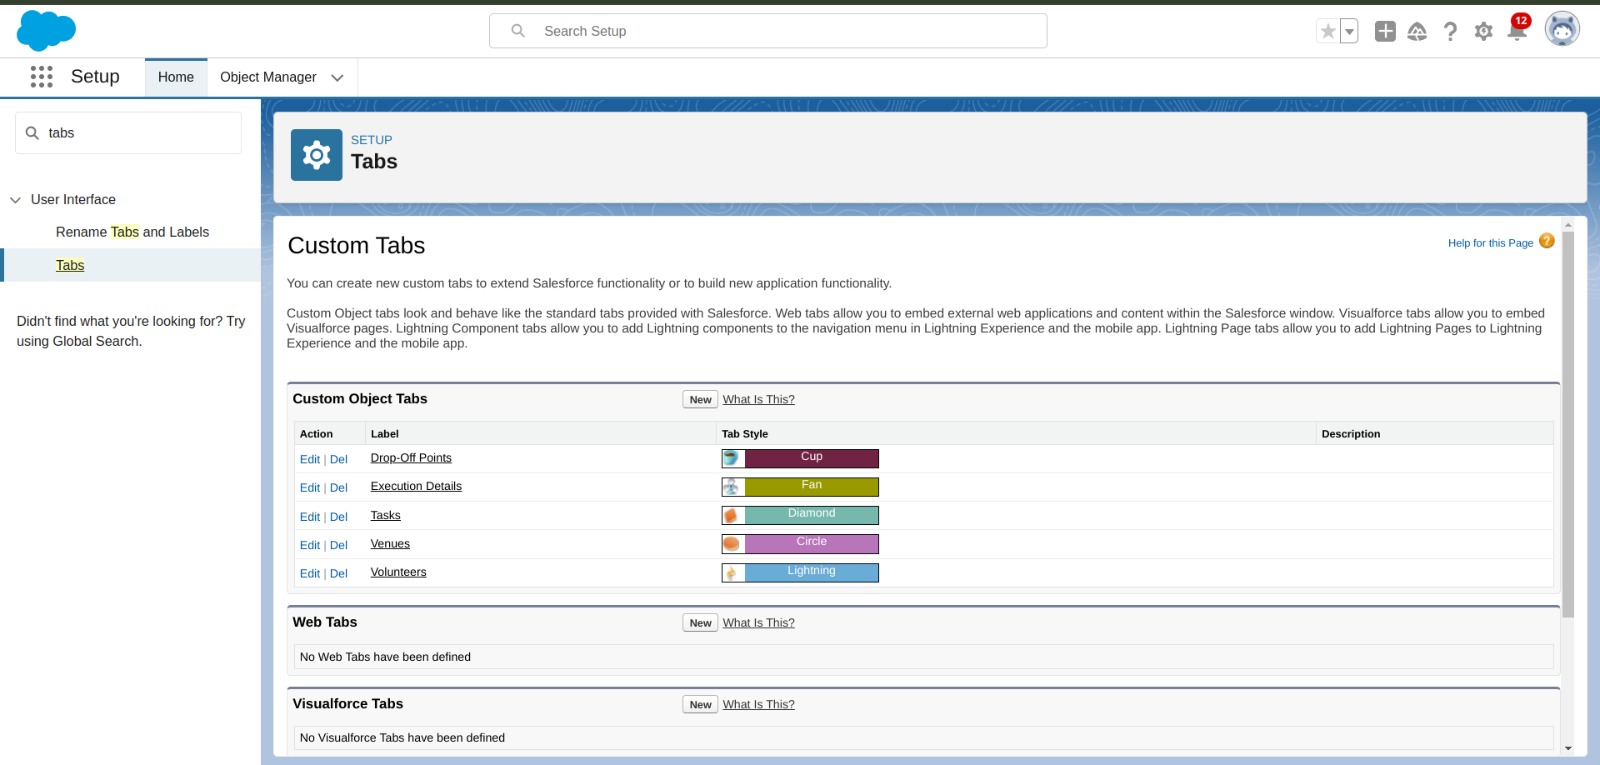 Search Setup
12
Setup
Home
Object Manager
tabs
User Interface
Rename Tabs and Labels
Tabs
Didn't find what you're looking for? Try
using Global Search.
SETUP
Tabs
Custom Tabs
Help for this Page ?
You can create new custom tabs to extend Salesforce functionality or to build new application functionality.
Custom Object tabs look and behave like the standard tabs provided with Salesforce. Web tabs allow you to embed external web applications and content within the Salesforce window. Visualforce tabs allow you to embed
Visualforce pages. Lightning Component tabs allow you to add Lightning components to the navigation menu in Lightning Experience and the mobile app. Lightning Page tabs allow you to add Lightning Pages to Lightning
Experience and the mobile app.
Custom Object Tabs New What Is This?
Action Label Tab Style Description
Edit | Del Drop-Off Points Cup
Edit | Del Execution Details Fan
Edit | Del Tasks Diamond
Edit | Del Venues Circle
Edit | Del Volunteers Lightning
Web Tabs New What Is This?
No Web Tabs have been defined
Visualforce Tabs New What Is This?
No Visualforce Tabs have been defined